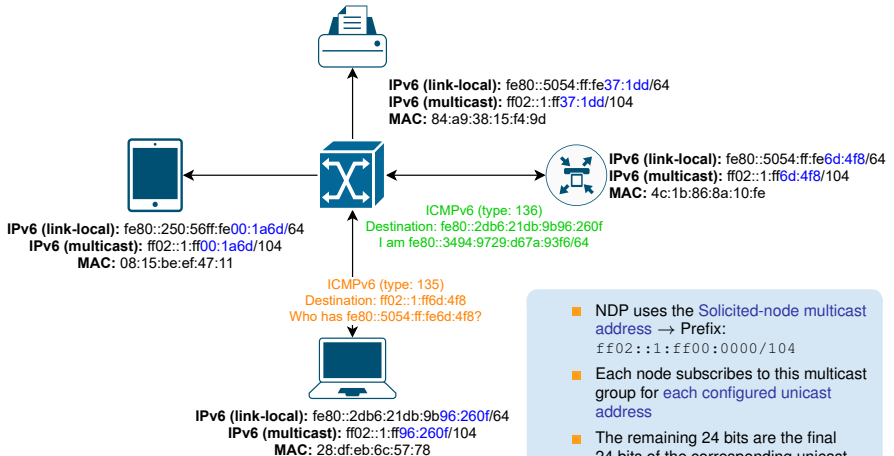 IPv6 (link-local): fe80::5054:ff:fe37:1dd/64
IPv6 (multicast): ff02::1:ff37:1dd/104
MAC: 84:a9:38:15:f4:9d
IPv6 (link-local): fe80::5054:ff:fe6d:4f8/64
IPv6 (multicast): ff02::1:ff6d:4f8/104
MAC: 4c:1b:86:8a:10:fe
IPv6 (link-local): fe80::250:56ff:fe00:1a6d/64
IPv6 (multicast): ff02::1:ff00:1a6d/104
MAC: 08:15:be:ef:47:11
ICMPv6 (type: 136)
Destination: fe80::2db6:21db:9b96:260f
I am fe80::3494:9729:d67a:93f6/64
ICMPv6 (type: 135)
Destination: ff02::1:ff6d:4f8
Who has fe80::5054:ff:fe6d:4f8?
IPv6 (link-local): fe80::2db6:21db:9b96:260f/64
IPv6 (multicast): ff02::1:ff96:260f/104
MAC: 28:df:eb:6c:57:78
NDP uses the Solicited-node multicast
address → Prefix:
ff02::1:ff00:0000/104
Each node subscribes to this multicast
group for each configured unicast
address
The remaining 24 bits are the final
24 bits of the corresponding unicast